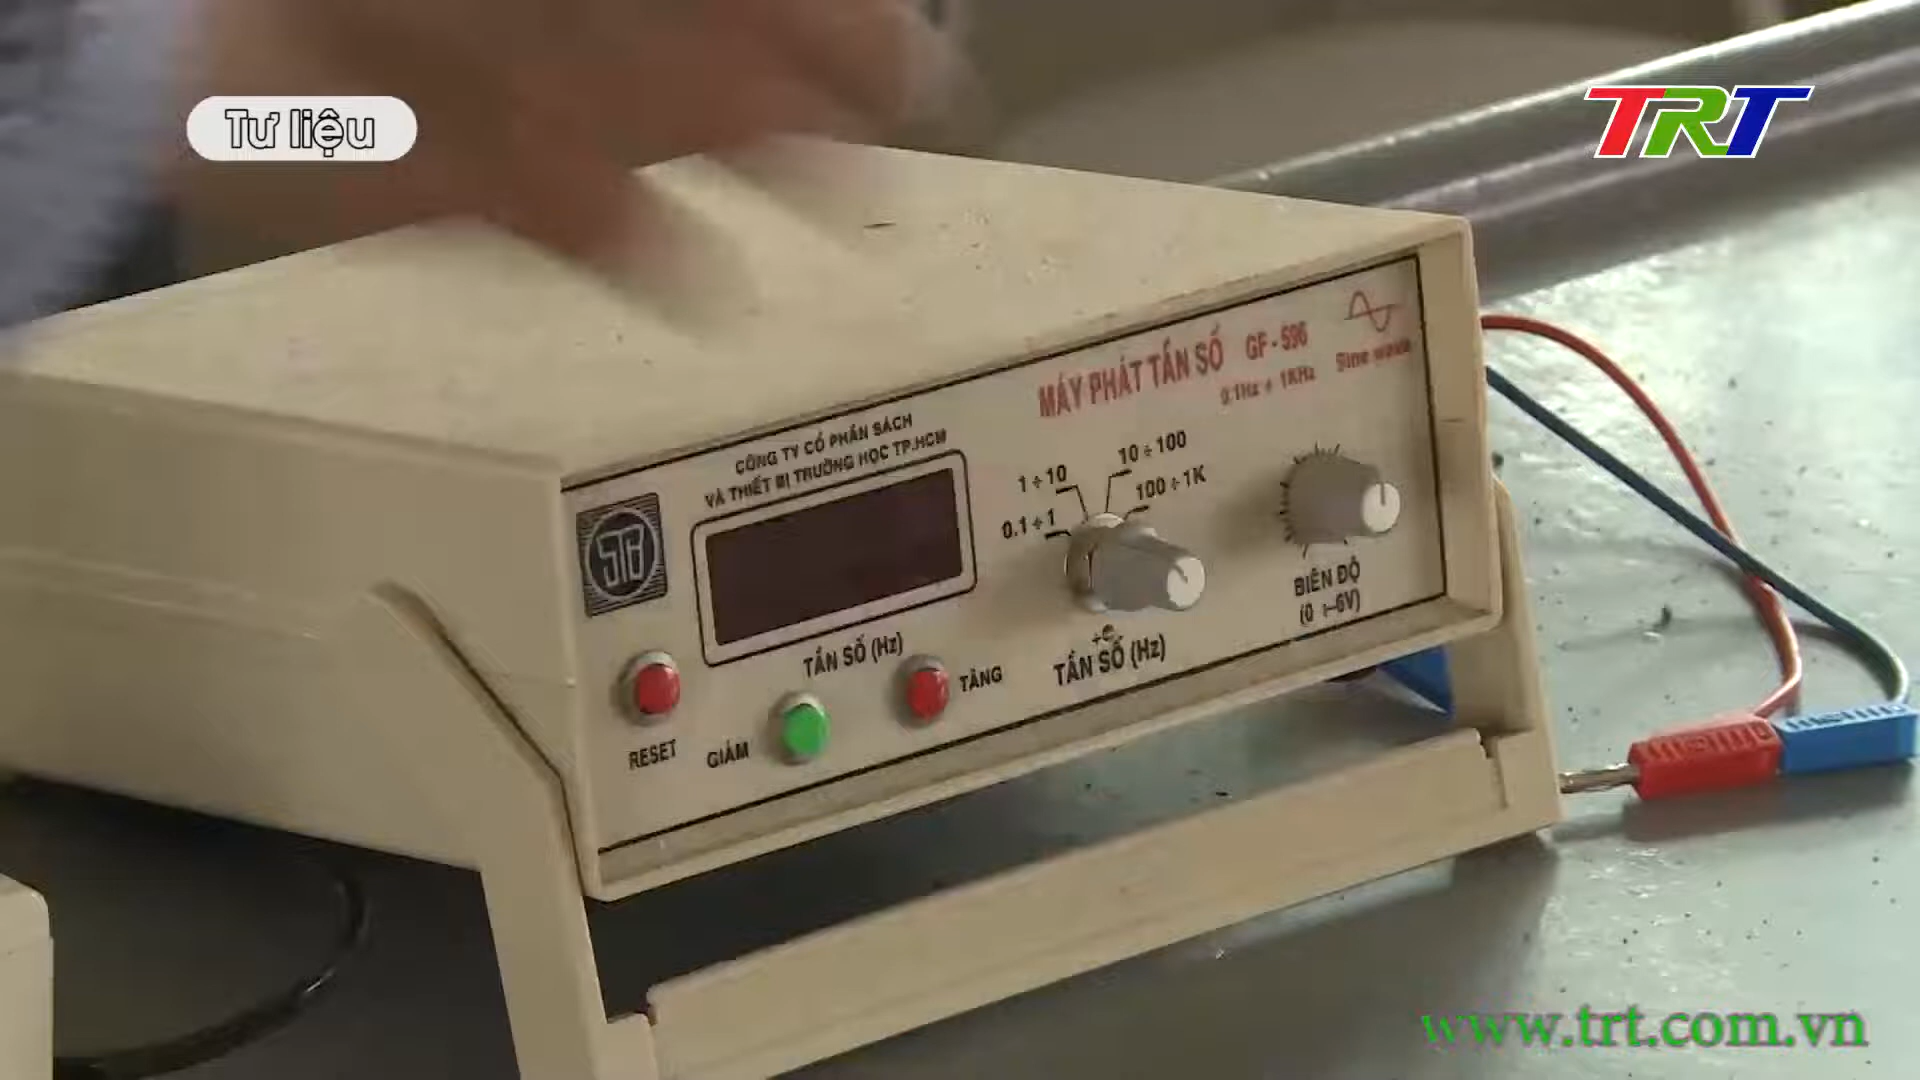 Tư liệu
TRT
MÁY PHÁT TẦN SỐ GF - 596
0.1Hz ÷ 1KHz
Sine wave
CÔNG TY CỔ PHẦN SÁCH
VÀ THIẾT BỊ TRƯỜNG HỌC TP.HCM
STB
1 ÷ 10
10 ÷ 100
0.1 ÷ 1
100 ÷ 1K
BIÊN ĐỘ
(0 ÷ 6V)
TẦN SỐ (Hz)
TẦN SỐ (Hz)
TĂNG
RESET
GIẢM
www.trt.com.vn